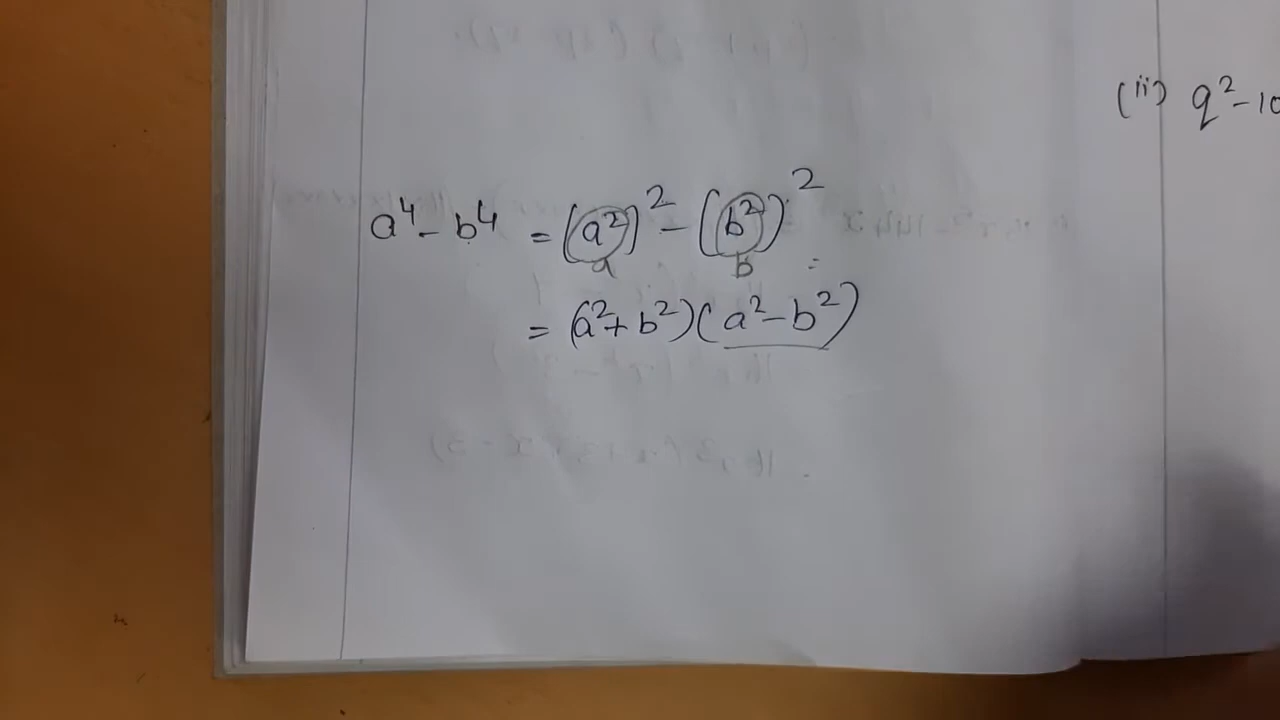 a⁴ - b⁴ = (a²)² - (b²)²
a b
= (a² + b²)(a² - b²)
(ii) q² - 10